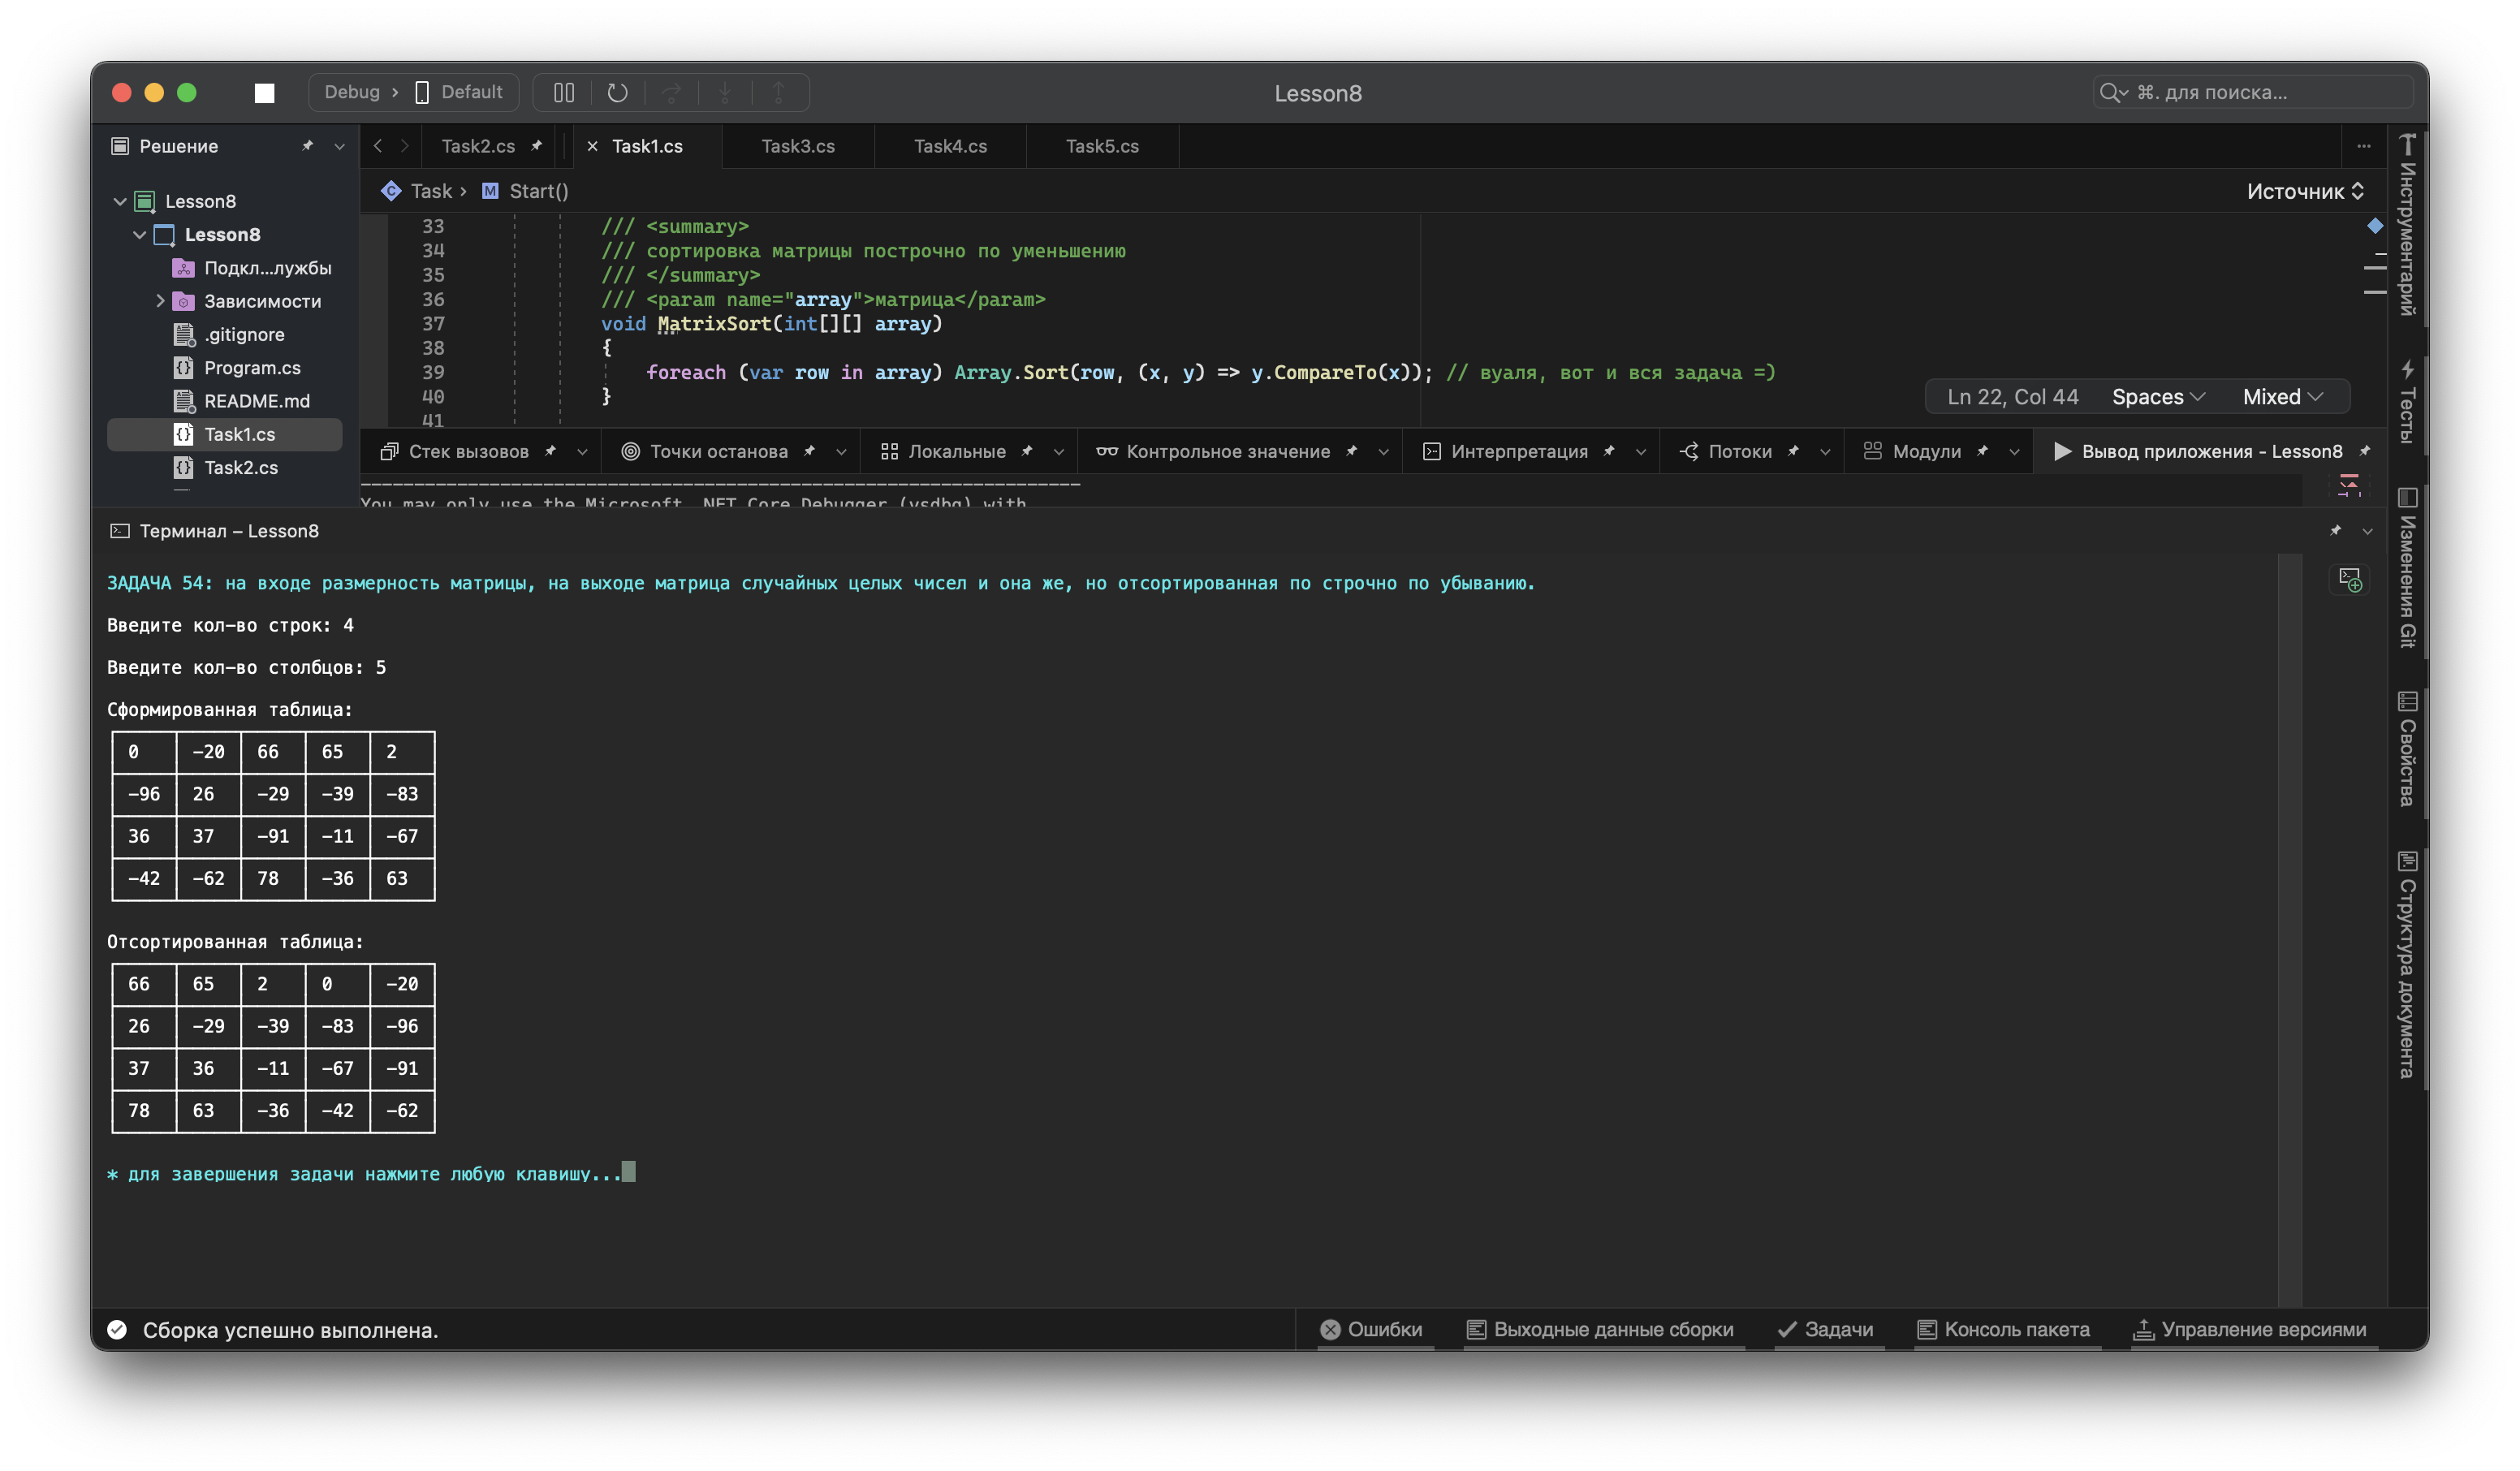 Debug › Default
Lesson8
⌘. для поиска...
Решение
Task2.cs
Task1.cs
Task3.cs
Task4.cs
Task5.cs
Task › M Start()
Источник
Lesson8
Lesson8
Подкл...лужбы
Зависимости
.gitignore
Program.cs
README.md
Task1.cs
Task2.cs
33 /// <summary>
34 /// сортировка матрицы построчно по уменьшению
35 /// </summary>
36 /// <param name="array">матрица</param>
37 void MatrixSort(int[][] array)
38 {
39 foreach (var row in array) Array.Sort(row, (x, y) => y.CompareTo(x)); // вуаля, вот и вся задача =)
40 }
41
Ln 22, Col 44 Spaces Mixed
Стек вызовов
Точки останова
Локальные
Контрольное значение
Интерпретация
Потоки
Модули
Вывод приложения - Lesson8
You may only use the Microsoft .NET Core Debugger (vsdbg) with
Терминал – Lesson8
ЗАДАЧА 54: на входе размерность матрицы, на выходе матрица случайных целых чисел и она же, но отсортированная по строчно по убыванию.
Введите кол-во строк: 4
Введите кол-во столбцов: 5
Сформированная таблица:
0 -20 66 65 2
-96 26 -29 -39 -83
36 37 -91 -11 -67
-42 -62 78 -36 63
Отсортированная таблица:
66 65 2 0 -20
26 -29 -39 -83 -96
37 36 -11 -67 -91
78 63 -36 -42 -62
* для завершения задачи нажмите любую клавишу...
Инструментарий
Тесты
Изменения Git
Свойства
Структура документа
Сборка успешно выполнена.
Ошибки
Выходные данные сборки
Задачи
Консоль пакета
Управление версиями